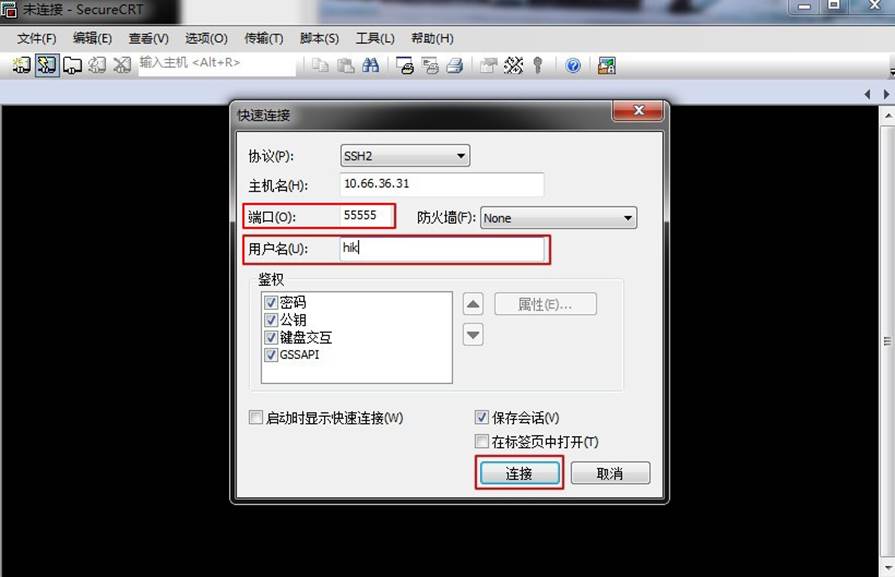 未连接 - SecureCRT
文件(F) 编辑(E) 查看(V) 选项(O) 传输(T) 脚本(S) 工具(L) 帮助(H)
输入主机 <Alt+R>
快速连接
协议(P): SSH2
主机名(H): 10.66.36.31
端口(O): 55555 防火墙(F): None
用户名(U): hik
鉴权
密码
公钥
键盘交互
GSSAPI
属性(E)...
启动时显示快速连接(W) 保存会话(V)
在标签页中打开(T)
连接 取消